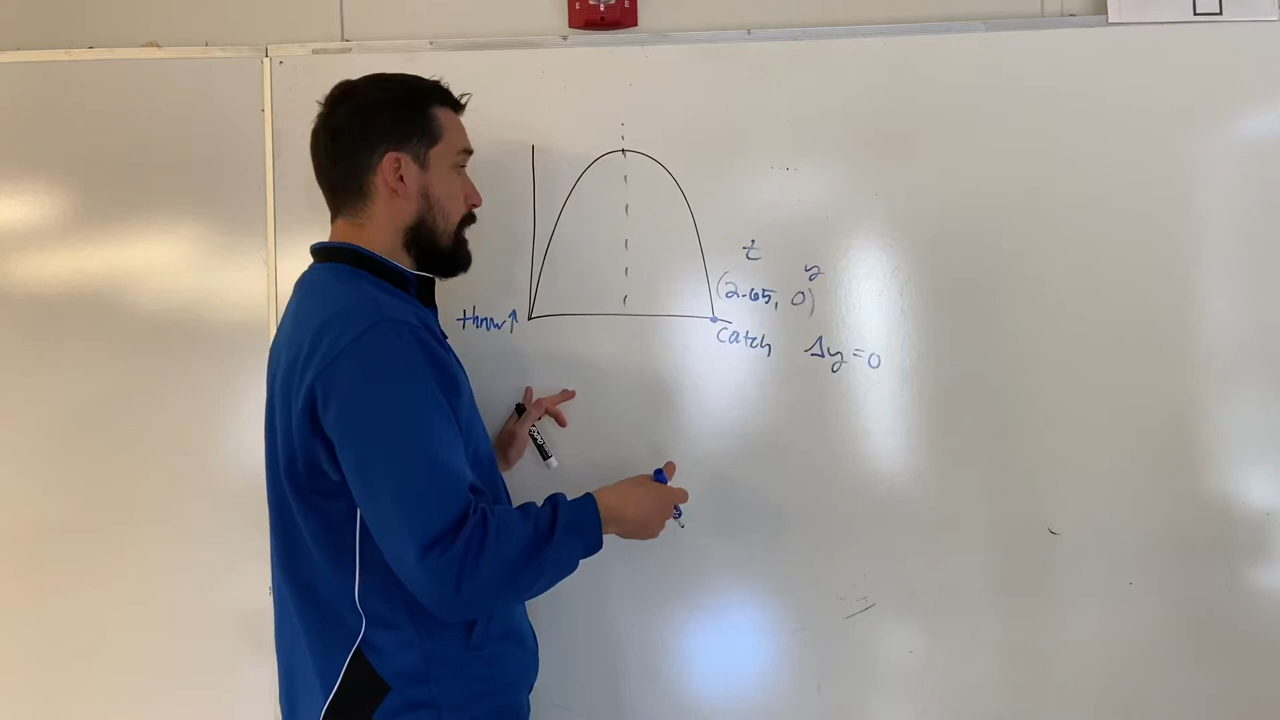 t
y
(2.65, 0)
throw ↑
catch
Δy = 0